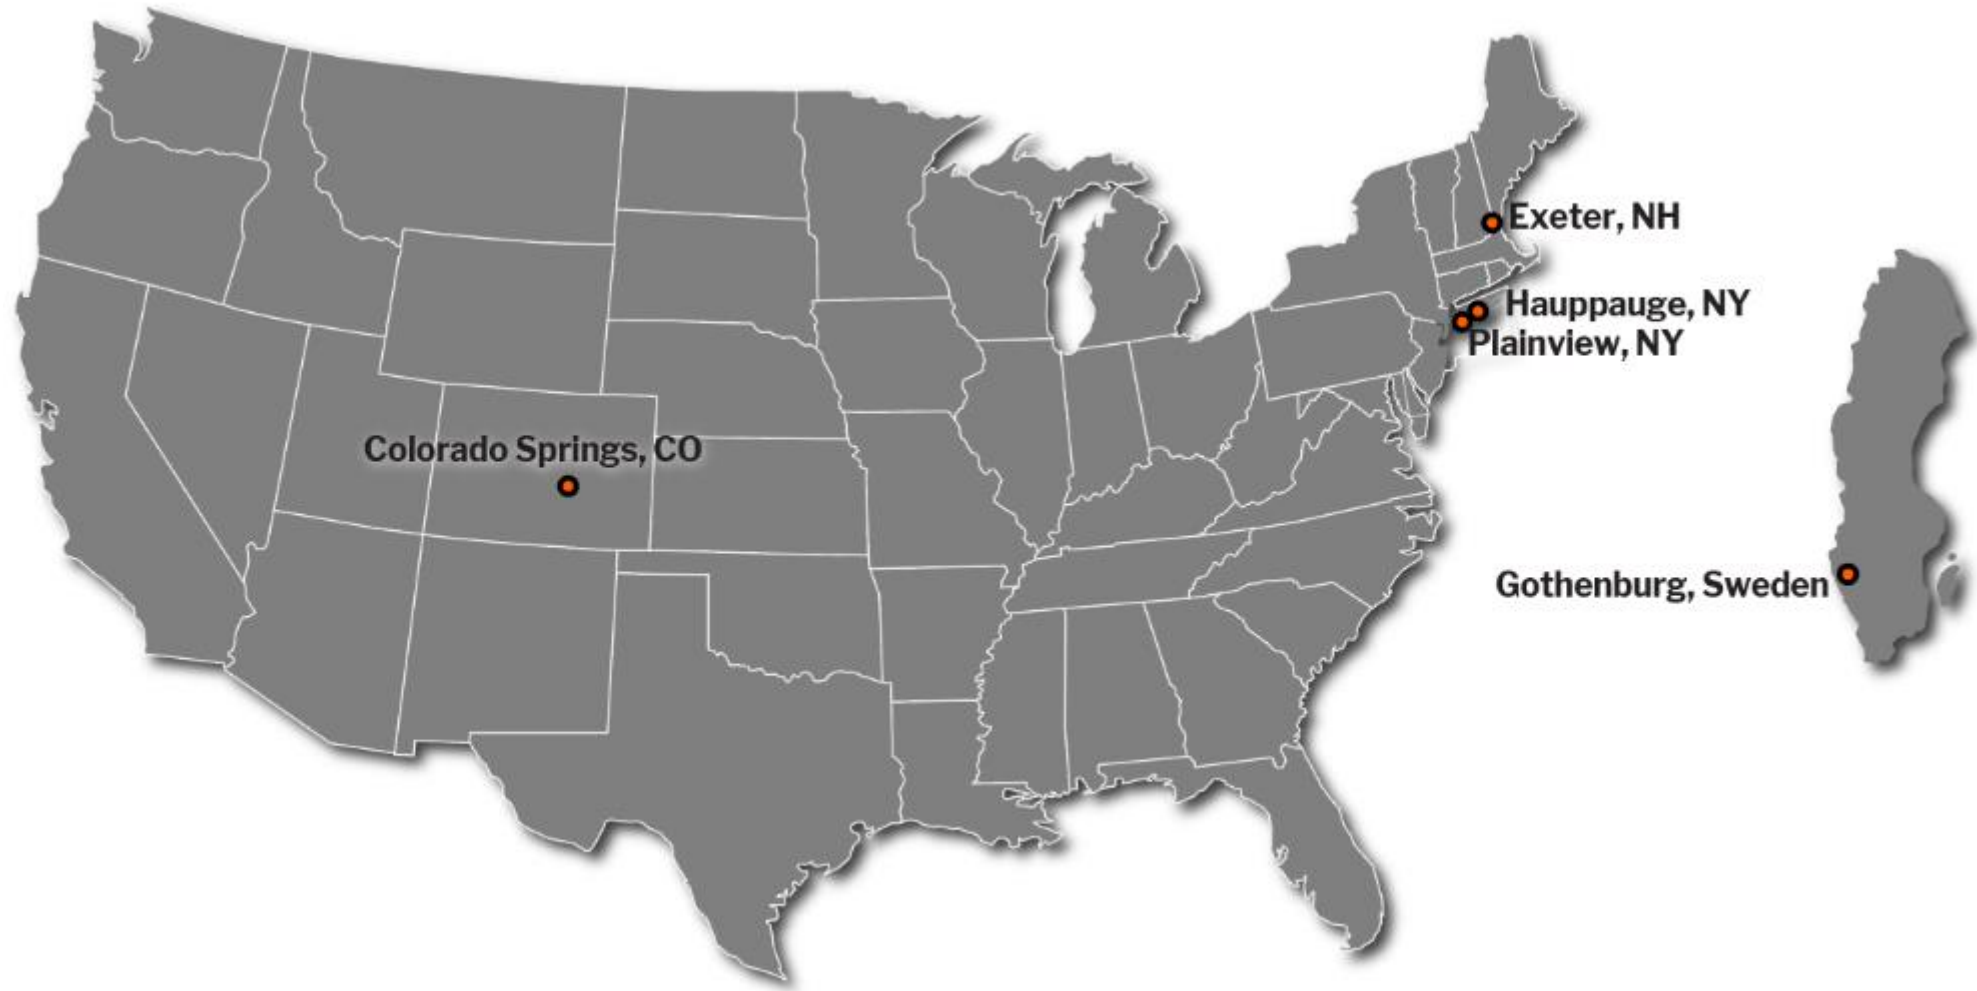 Exeter, NH
Hauppauge, NY
Plainview, NY
Colorado Springs, CO
Gothenburg, Sweden